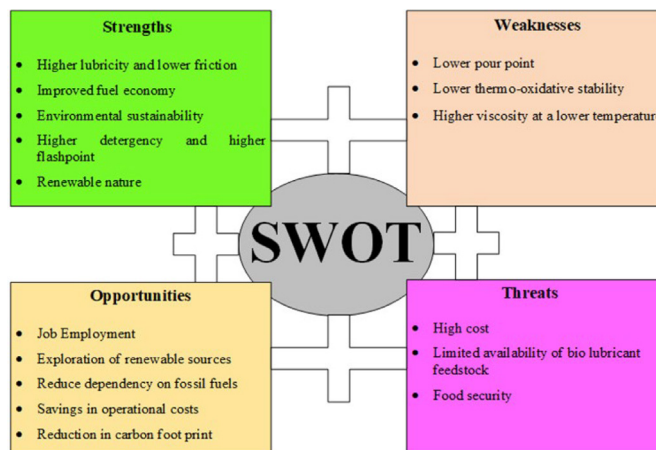 Strengths
• Higher lubricity and lower friction
• Improved fuel economy
• Environmental sustainability
• Higher detergency and higher
flashpoint
• Renewable nature
Weaknesses
• Lower pour point
• Lower thermo-oxidative stability
• Higher viscosity at a lower temperature
SWOT
Opportunities
• Job Employment
• Exploration of renewable sources
• Reduce dependency on fossil fuels
• Savings in operational costs
• Reduction in carbon foot print
Threats
• High cost
• Limited availability of bio lubricant
feedstock
• Food security